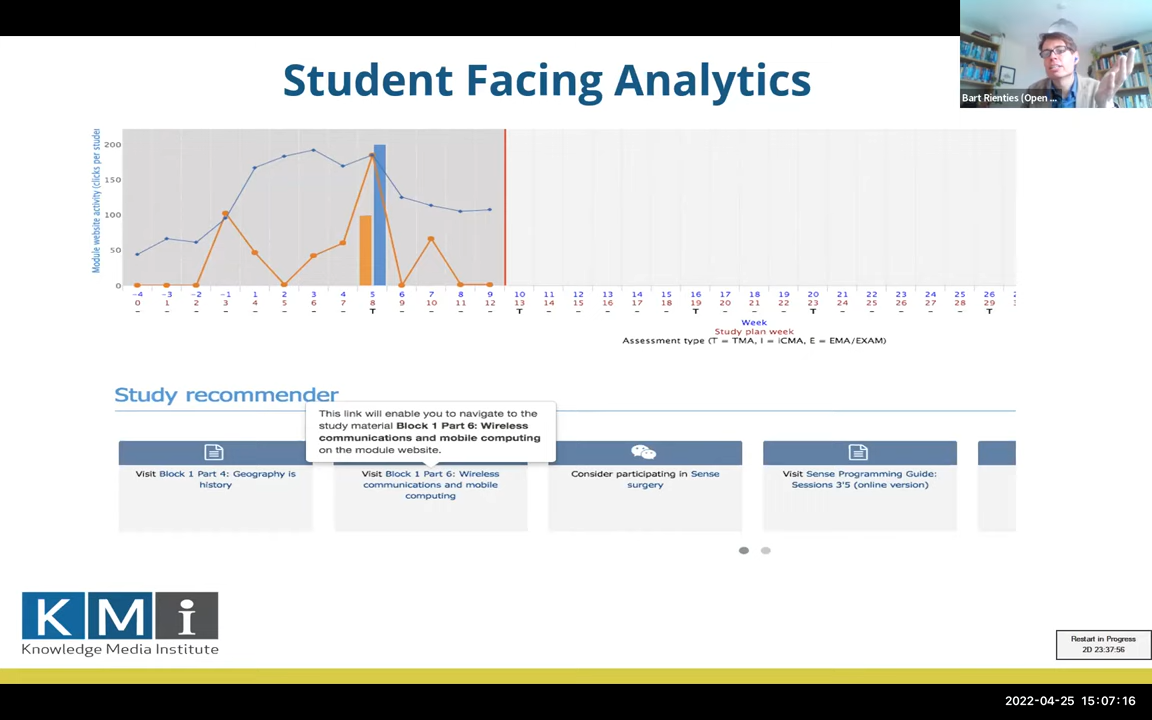 Student Facing Analytics
Bart Rienties (Open ...
Module website activity (clicks per stude
200
150
100
50
0
-4 -3 -2 -1 1 2 3 4 5 6 7 8 9 10 11 12 13 14 15 16 17 18 19 20 21 22 23 24 25 26 2
0 1 2 3 4 5 6 7 8 9 10 11 12 13 14 15 16 17 18 19 20 21 22 23 24 25 26 27 28 29
- - - - - - - - T - - - - T - - - - - T - - - T - - - - - T
Week
Study plan week
Assessment type (T = TMA, I = iCMA, E = EMA/EXAM)
Study recommender
This link will enable you to navigate to the
study material Block 1 Part 6: Wireless
communications and mobile computing
on the module website.
Visit Block 1 Part 4: Geography is
history
Visit Block 1 Part 6: Wireless
communications and mobile
computing
Consider participating in Sense
surgery
Visit Sense Programming Guide:
Sessions 3'5 (online version)
KMi
Knowledge Media Institute
Restart in Progress
2D 23:37:56
2022-04-25 15:07:16